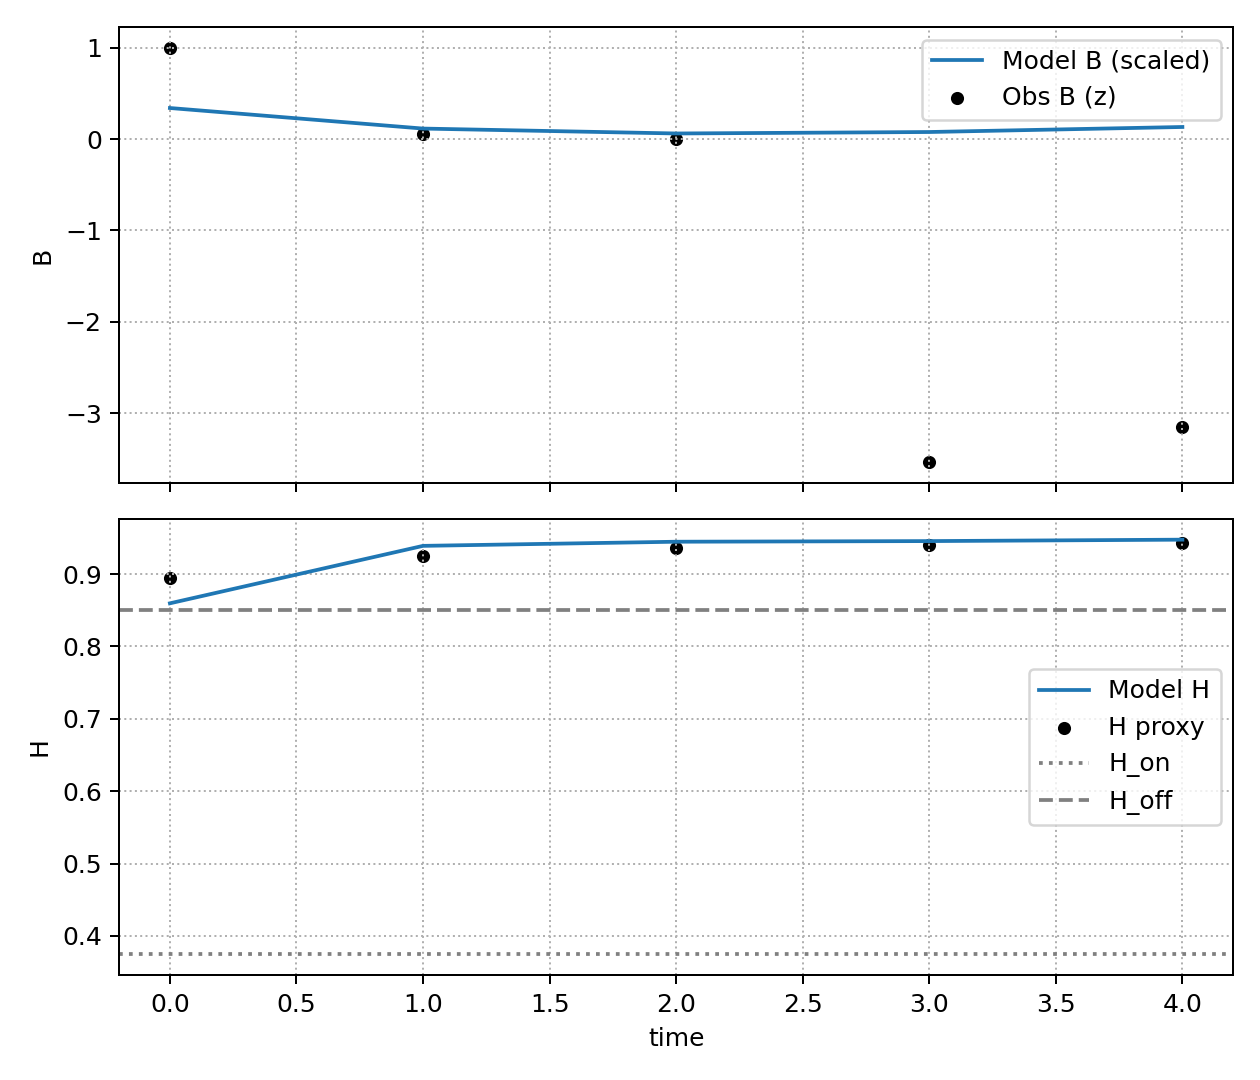 1
0
−1
−2
−3
B
Model B (scaled)
Obs B (z)
0.9
0.8
0.7
0.6
0.5
0.4
H
Model H
H proxy
H_on
H_off
0.0 0.5 1.0 1.5 2.0 2.5 3.0 3.5 4.0
time